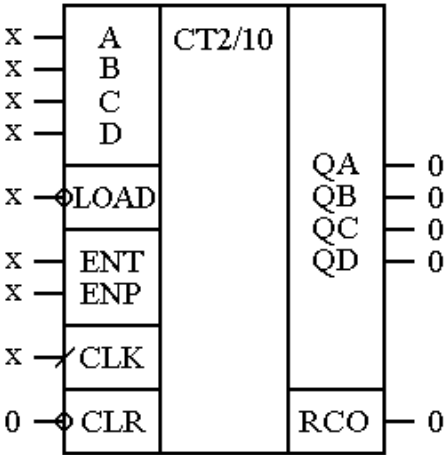 x A CT2/10
x B
x C
x D
QA 0
x LOAD QB 0
QC 0
x ENT QD 0
x ENP
x CLK
0 CLR RCO 0